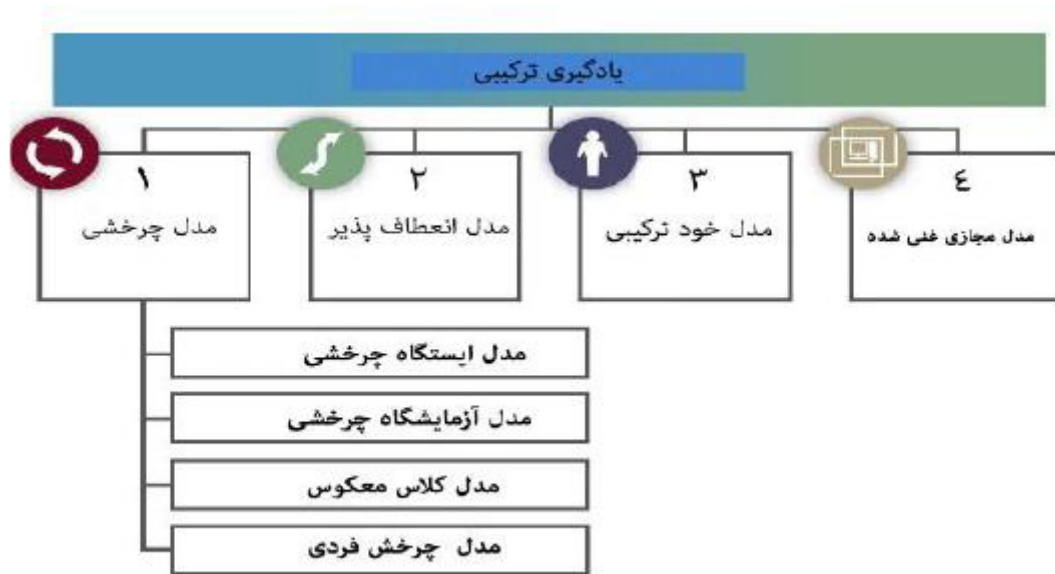 یادگیری ترکیبی
۱
مدل چرخشی
۲
مدل انعطاف پذیر
۳
مدل خود ترکیبی
٤
مدل مجازی غنی شده
مدل ایستگاه چرخشی
مدل آزمایشگاه چرخشی
مدل کلاس معکوس
مدل چرخش فردی